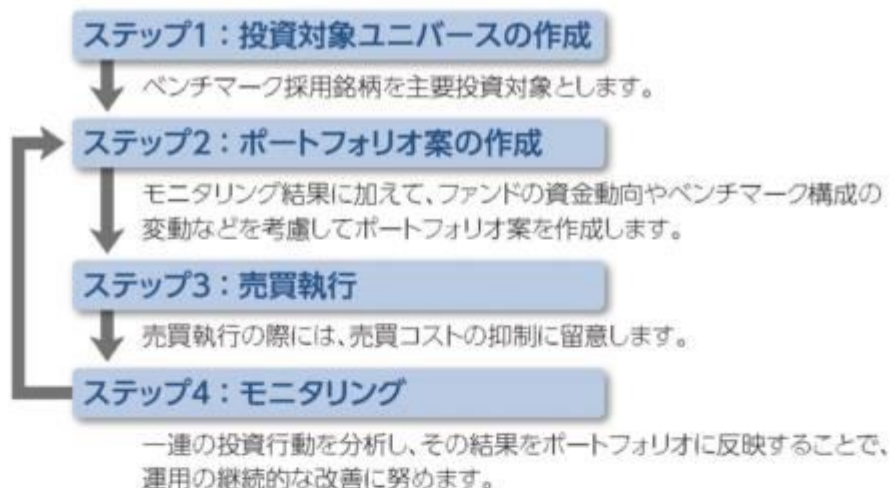 ステップ1：投資対象ユニバースの作成
ベンチマーク採用銘柄を主要投資対象とします。
ステップ2：ポートフォリオ案の作成
モニタリング結果に加えて、ファンドの資金動向やベンチマーク構成の
変動などを考慮してポートフォリオ案を作成します。
ステップ3：売買執行
売買執行の際には、売買コストの抑制に留意します。
ステップ4：モニタリング
一連の投資行動を分析し、その結果をポートフォリオに反映することで、
運用の継続的な改善に努めます。